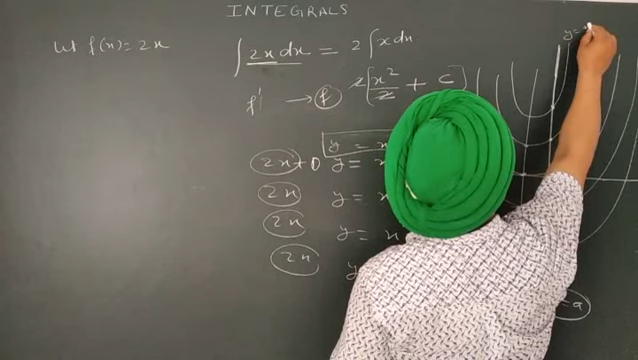 INTEGRALS
Let f(x) = 2x
∫ 2x dx = 2 ∫ x dx
f' → f 2[x²/2 + C]
y = x
2x + 0 y = x
2x y = x
2x y = x
2x y
y =
= a